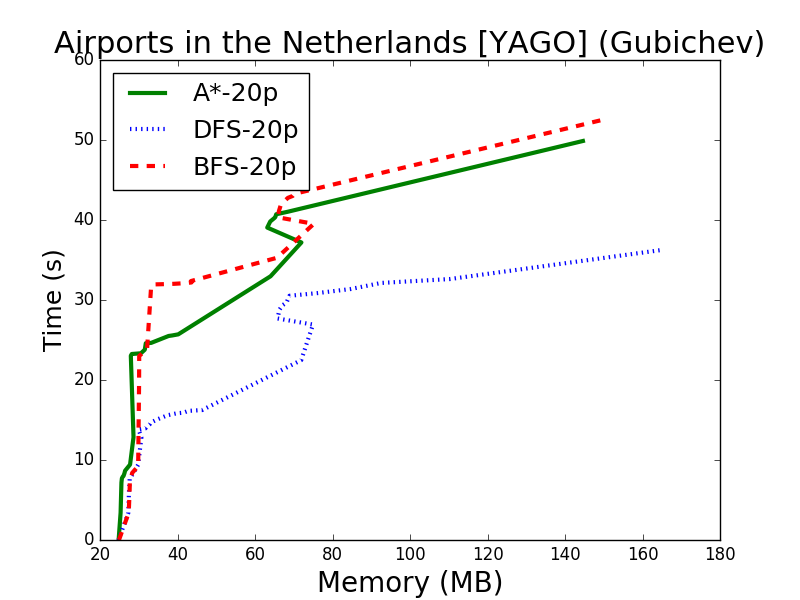 Airports in the Netherlands [YAGO] (Gubichev)
A*-20p
DFS-20p
BFS-20p
60
50
40
30
20
10
0
Time (s)
20 40 60 80 100 120 140 160 180
Memory (MB)